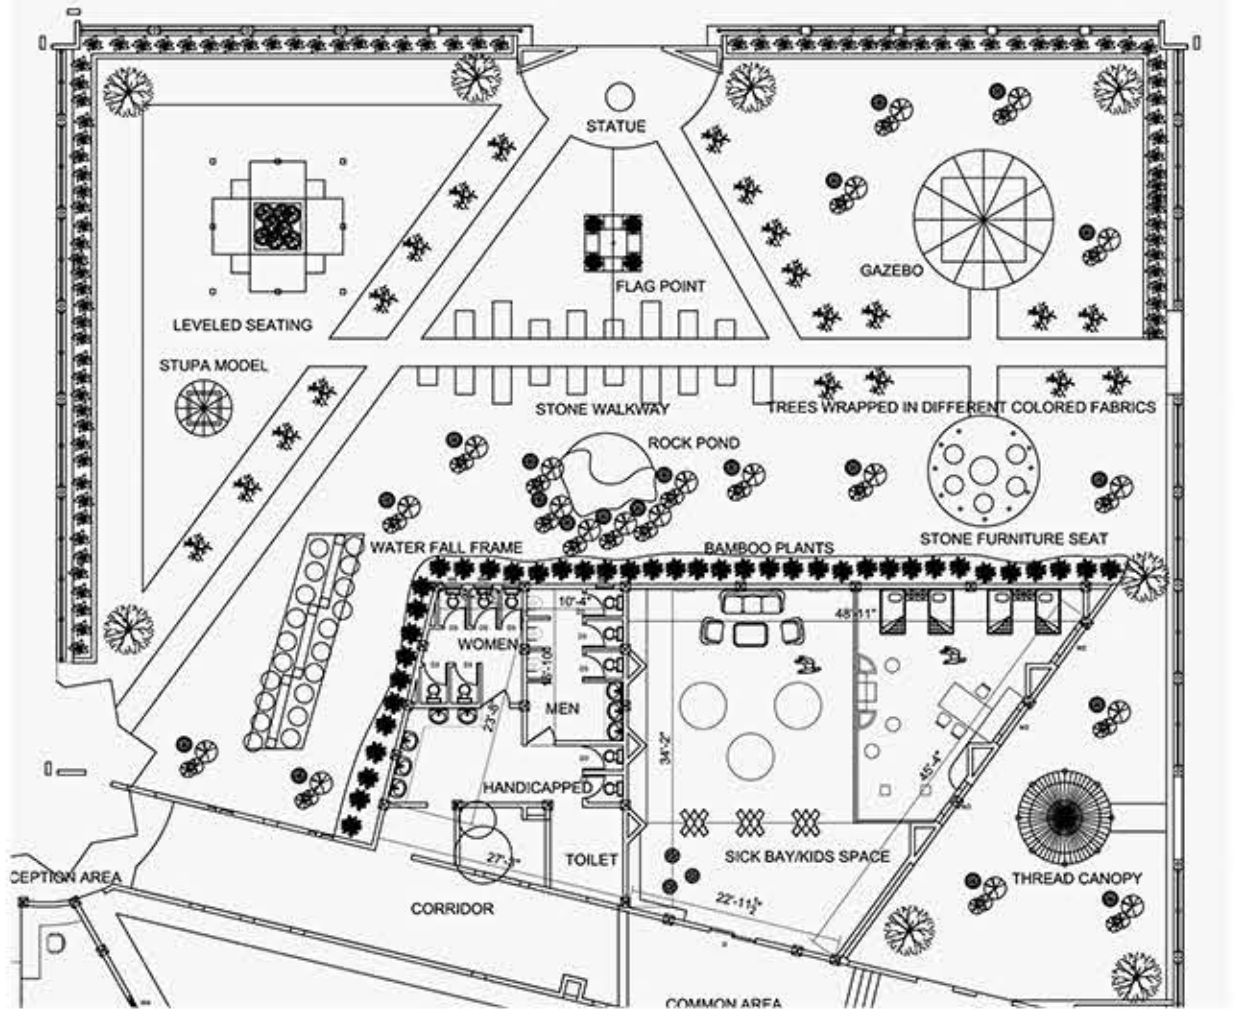 STATUE
GAZEBO
FLAG POINT
LEVELED SEATING
STUPA MODEL
STONE WALKWAY
TREES WRAPPED IN DIFFERENT COLORED FABRICS
ROCK POND
WATER FALL FRAME
BAMBOO PLANTS
STONE FURNITURE SEAT
10'-4"
48'-11"
WOMEN
MEN
23'-8"
34'-2"
45'-4"
HANDICAPPED
TOILET
SICK BAY/KIDS SPACE
27'-3"
22'-11½"
THREAD CANOPY
CEPTION AREA
CORRIDOR
COMMON AREA